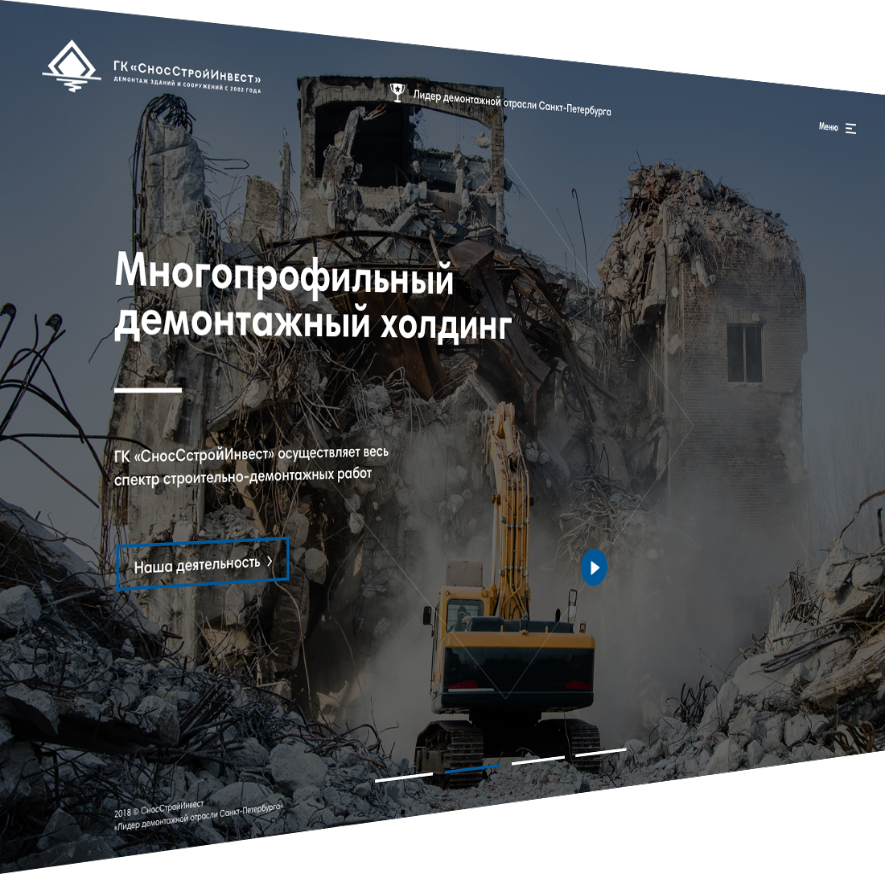 ГК «СносСтройИнвест»
ДЕМОНТАЖ ЗДАНИЙ И СООРУЖЕНИЙ С 2002 ГОДА
Лидер демонтажной отрасли Санкт-Петербурга
Меню
Многопрофильный
демонтажный холдинг
ГК «СносСстройИнвест» осуществляет весь
спектр строительно-демонтажных работ
Наша деятельность
2018 © СносСтройИнвест
«Лидер демонтажной отрасли Санкт-Петербурга»